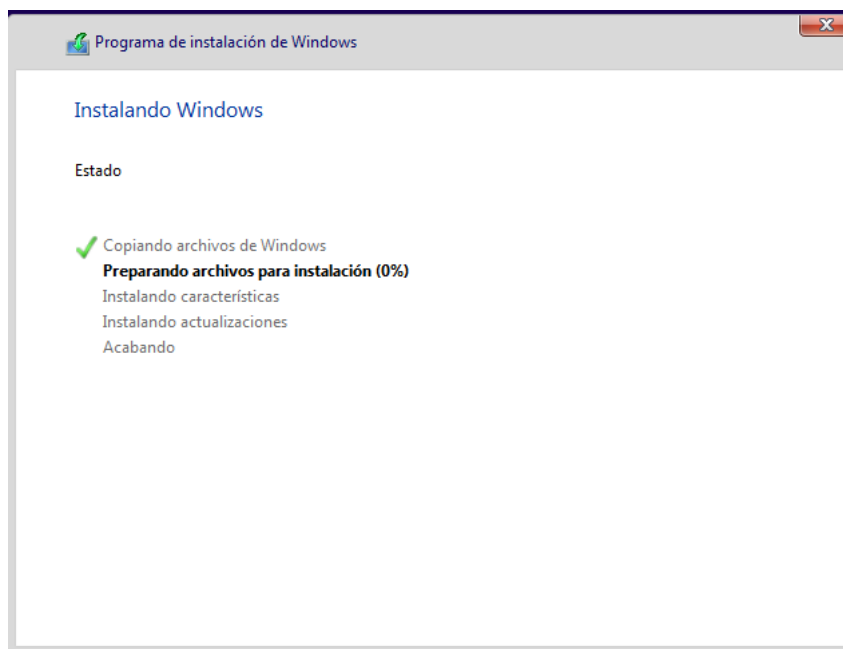 Programa de instalación de Windows
Instalando Windows
Estado
Copiando archivos de Windows
Preparando archivos para instalación (0%)
Instalando características
Instalando actualizaciones
Acabando